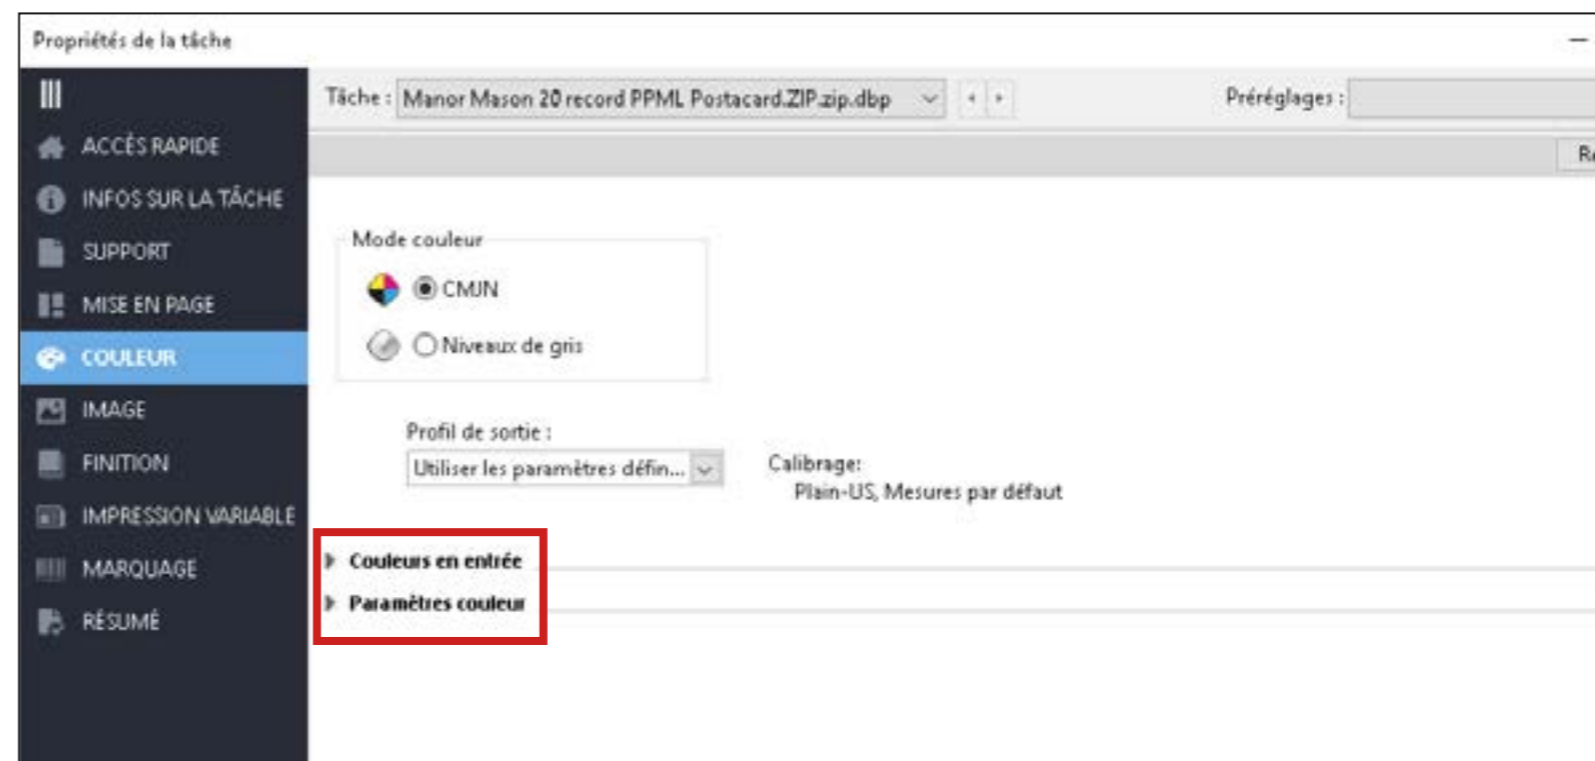 Propriétés de la tâche
Tâche : Manor Mason 20 record PPML Postacard.ZIP.zip.dbp
Préréglages :
ACCÈS RAPIDE
INFOS SUR LA TÂCHE
SUPPORT
MISE EN PAGE
COULEUR
IMAGE
FINITION
IMPRESSION VARIABLE
MARQUAGE
RÉSUMÉ
Mode couleur
CMJN
Niveaux de gris
Profil de sortie :
Utiliser les paramètres défin...
Calibrage:
Plain-US, Mesures par défaut
Couleurs en entrée
Paramètres couleur